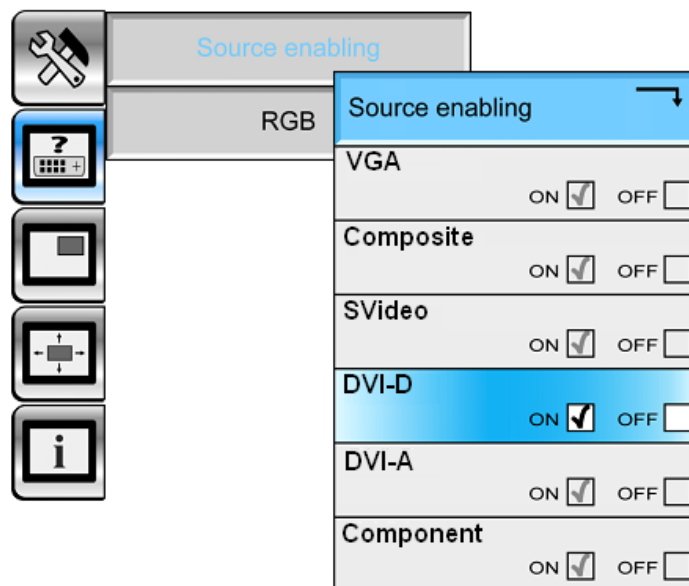 Source enabling
RGB
Source enabling
VGA
ON OFF
Composite
ON OFF
SVideo
ON OFF
DVI-D
ON OFF
DVI-A
ON OFF
Component
ON OFF
?
+
i